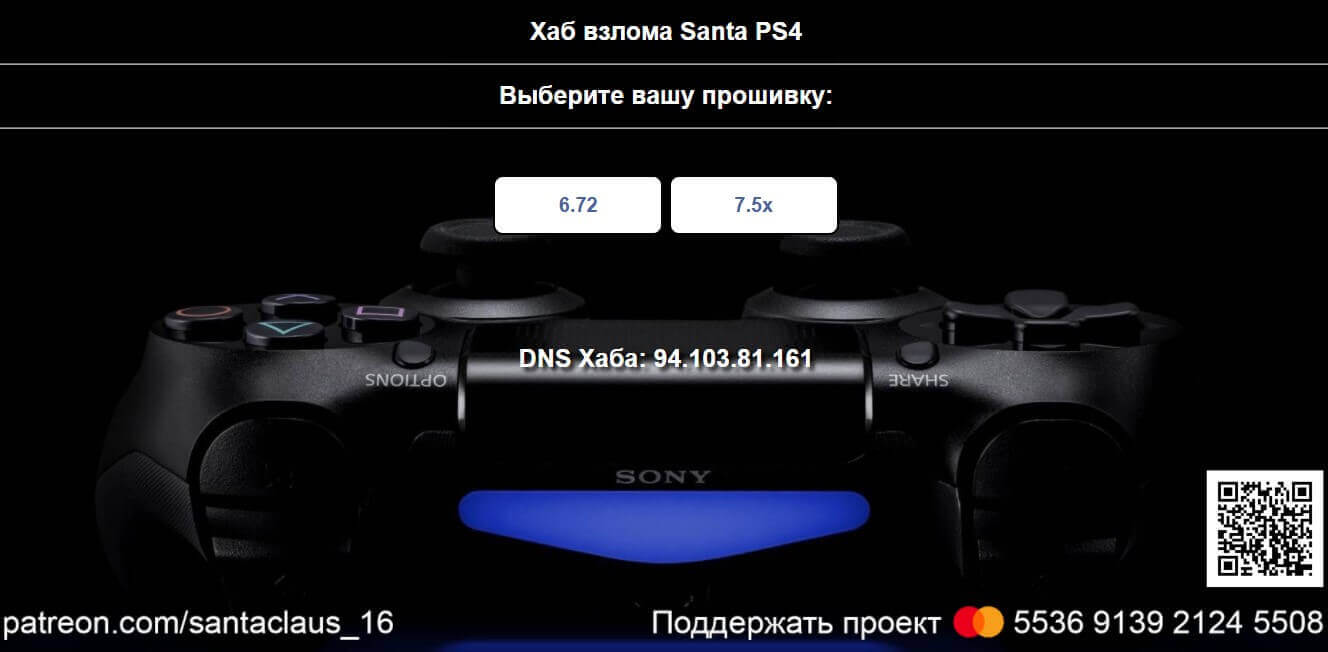 Хаб взлома Santa PS4
Выберите вашу прошивку:
6.72 7.5x
DNS Хаба: 94.103.81.161
OPTIONS SHARE
SONY
patreon.com/santaclaus_16 Поддержать проект 5536 9139 2124 5508